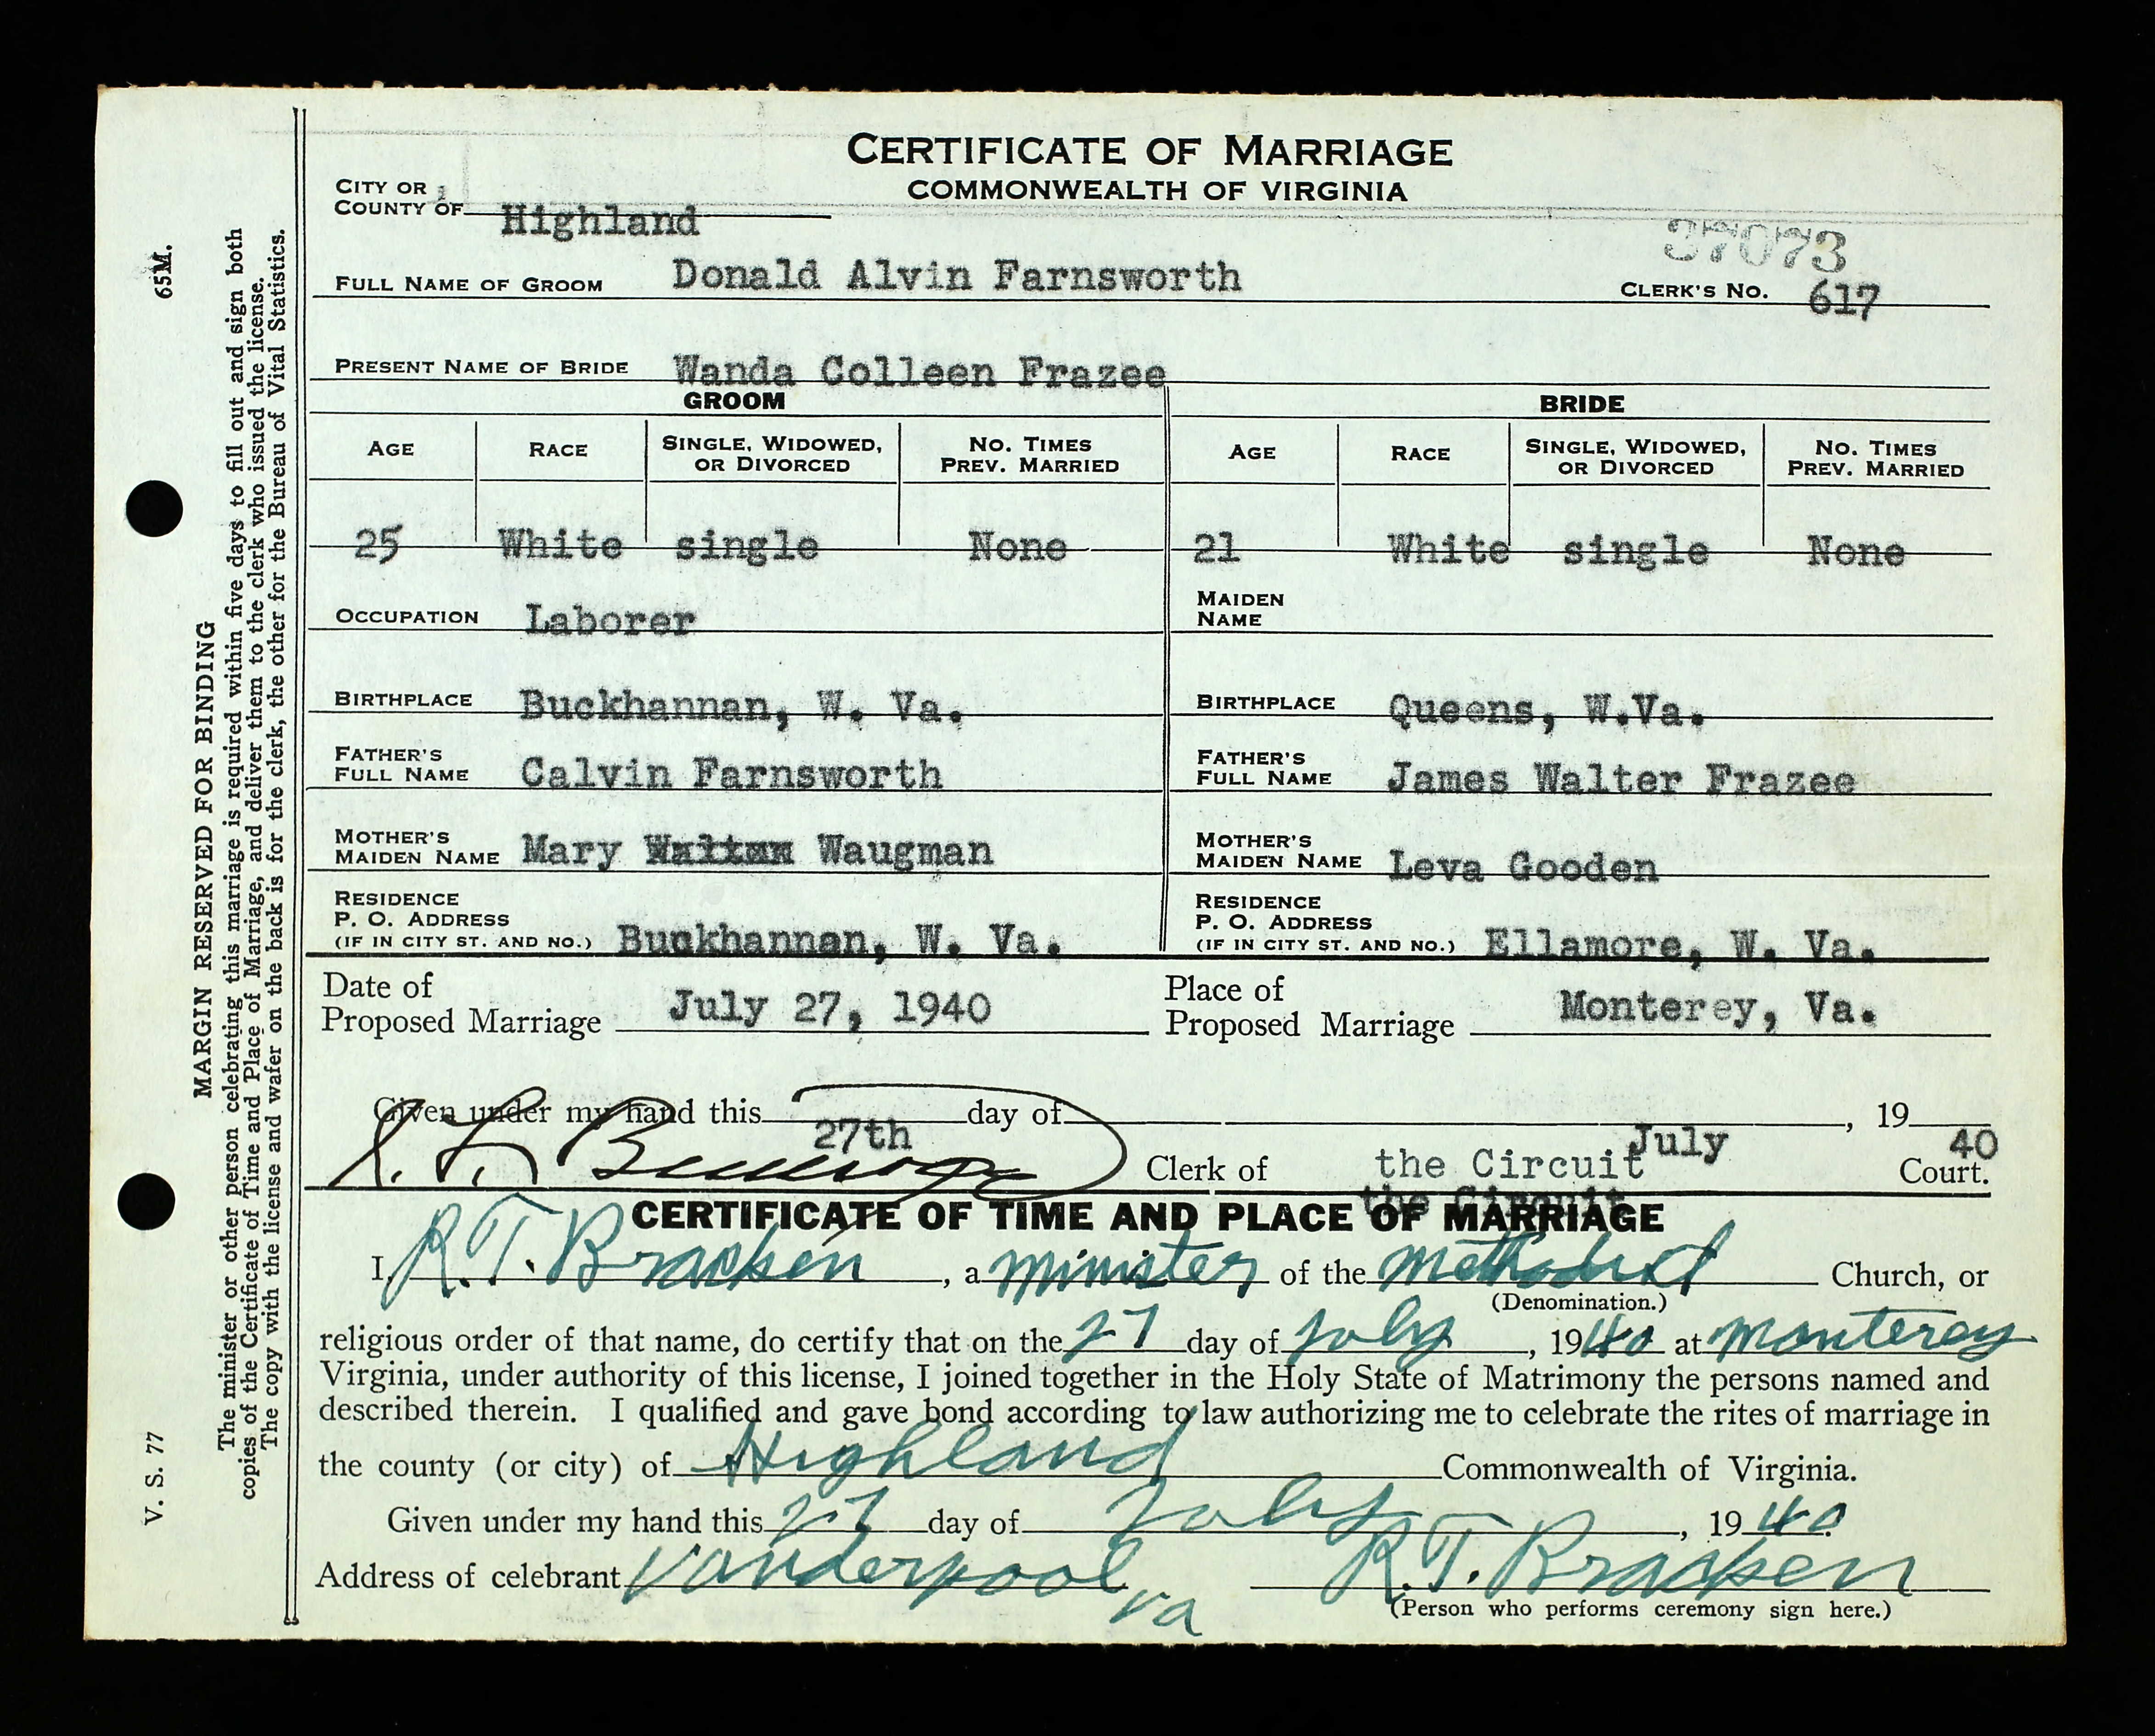 CERTIFICATE OF MARRIAGE
COMMONWEALTH OF VIRGINIA
CITY OR
COUNTY OF Highland
37073
FULL NAME OF GROOM Donald Alvin Farnsworth CLERK'S NO. 617
PRESENT NAME OF BRIDE Wanda Colleen Frazee
GROOM BRIDE
AGE RACE SINGLE, WIDOWED, OR DIVORCED NO. TIMES PREV. MARRIED AGE RACE SINGLE, WIDOWED, OR DIVORCED NO. TIMES PREV. MARRIED
25 White single None 21 White single None
OCCUPATION Laborer MAIDEN NAME
BIRTHPLACE Buckhannan, W. Va. BIRTHPLACE Queens, W.Va.
FATHER'S FULL NAME Calvin Farnsworth FATHER'S FULL NAME James Walter Frazee
MOTHER'S MAIDEN NAME Mary Waugman MOTHER'S MAIDEN NAME Leva Gooden
RESIDENCE P. O. ADDRESS (IF IN CITY ST. AND NO.) Buckhannan, W. Va. RESIDENCE P. O. ADDRESS (IF IN CITY ST. AND NO.) Ellamore, W. Va.
Date of Proposed Marriage July 27, 1940 Place of Proposed Marriage Monterey, Va.
Given under my hand this 27th day of July, 1940
Clerk of the Circuit Court.
the Circuit
CERTIFICATE OF TIME AND PLACE OF MARRIAGE
I, R.T. Bracken, a minister of the Methodist Church, or
(Denomination.)
religious order of that name, do certify that on the 27 day of July, 1940 at Monterey
Virginia, under authority of this license, I joined together in the Holy State of Matrimony the persons named and
described therein. I qualified and gave bond according to law authorizing me to celebrate the rites of marriage in
the county (or city) of Highland Commonwealth of Virginia.
Given under my hand this 27 day of July, 1940
Address of celebrant Vanderpool, Va R.T. Bracken
(Person who performs ceremony sign here.)
65M.
MARGIN RESERVED FOR BINDING
The minister or other person celebrating this marriage is required within five days to fill out and sign both
copies of the Certificate of Time and Place of Marriage, and deliver them to the clerk who issued the license.
The copy with the license and wafer on the back is for the clerk, the other for the Bureau of Vital Statistics.
V. S. 77